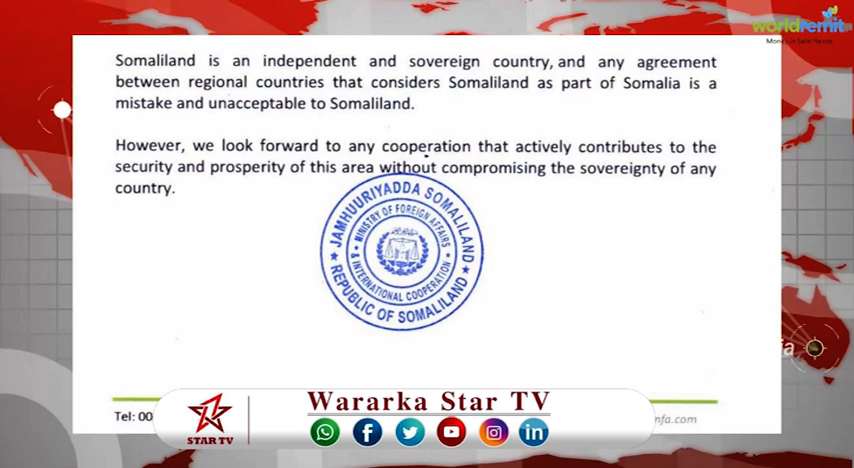 worldremit
Somaliland is an independent and sovereign country, and any agreement
between regional countries that considers Somaliland as part of Somalia is a
mistake and unacceptable to Somaliland.
However, we look forward to any cooperation that actively contributes to the
security and prosperity of this area without compromising the sovereignty of any
country.
JAMHUURIYADDA SOMALILAND
MINISTRY OF FOREIGN AFFAIRS
& INTERNATIONAL COOPERATION
REPUBLIC OF SOMALILAND
ia
Tel: 00
nfa.com
Wararka Star TV
STAR TV